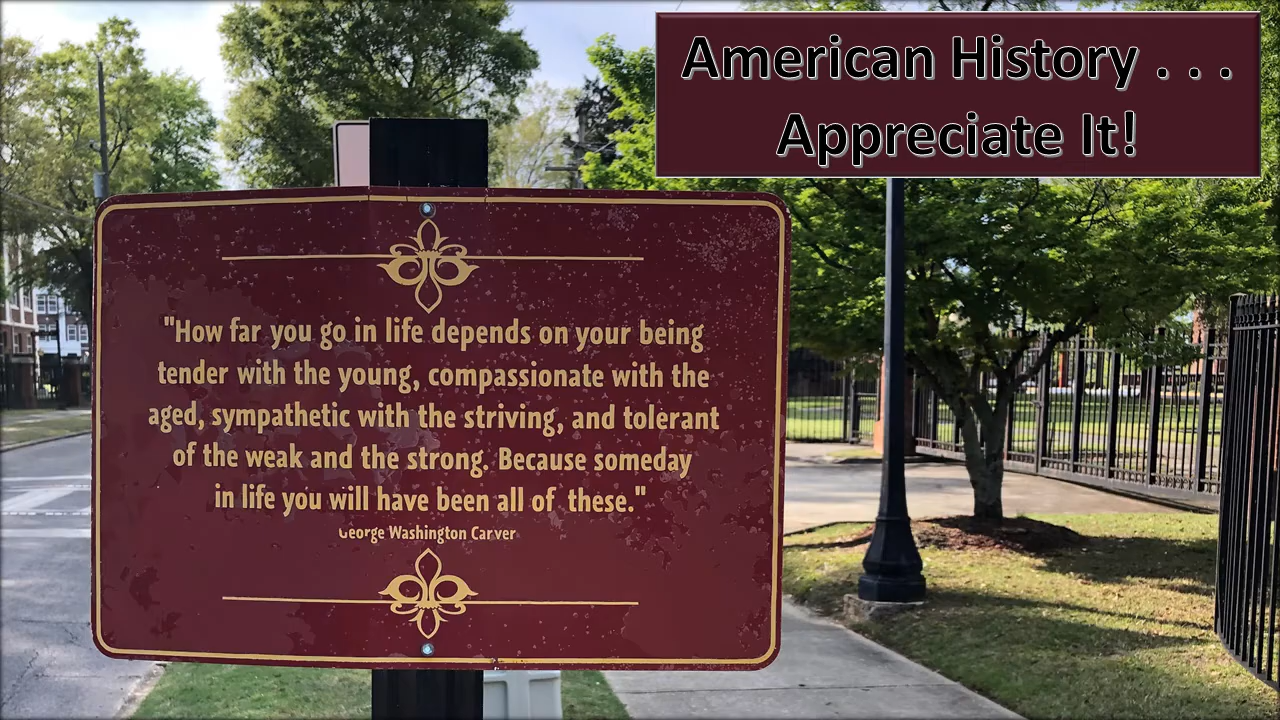 American History . . .
Appreciate It!
"How far you go in life depends on your being
tender with the young, compassionate with the
aged, sympathetic with the striving, and tolerant
of the weak and the strong. Because someday
in life you will have been all of these."
George Washington Carver